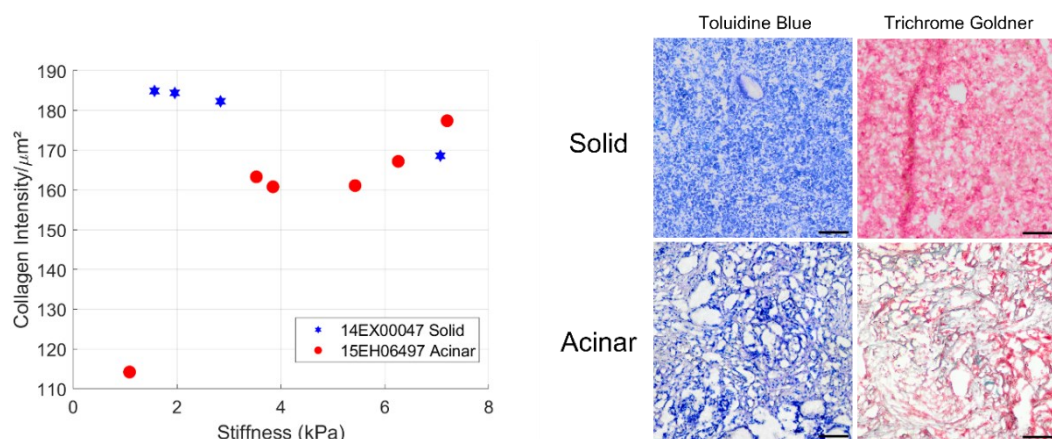 Toluidine Blue
Trichrome Goldner
Solid
Acinar
Collagen Intensity/μm²
190
180
170
160
150
140
130
120
110
0
2
4
6
8
Stiffness (kPa)
14EX00047 Solid
15EH06497 Acinar